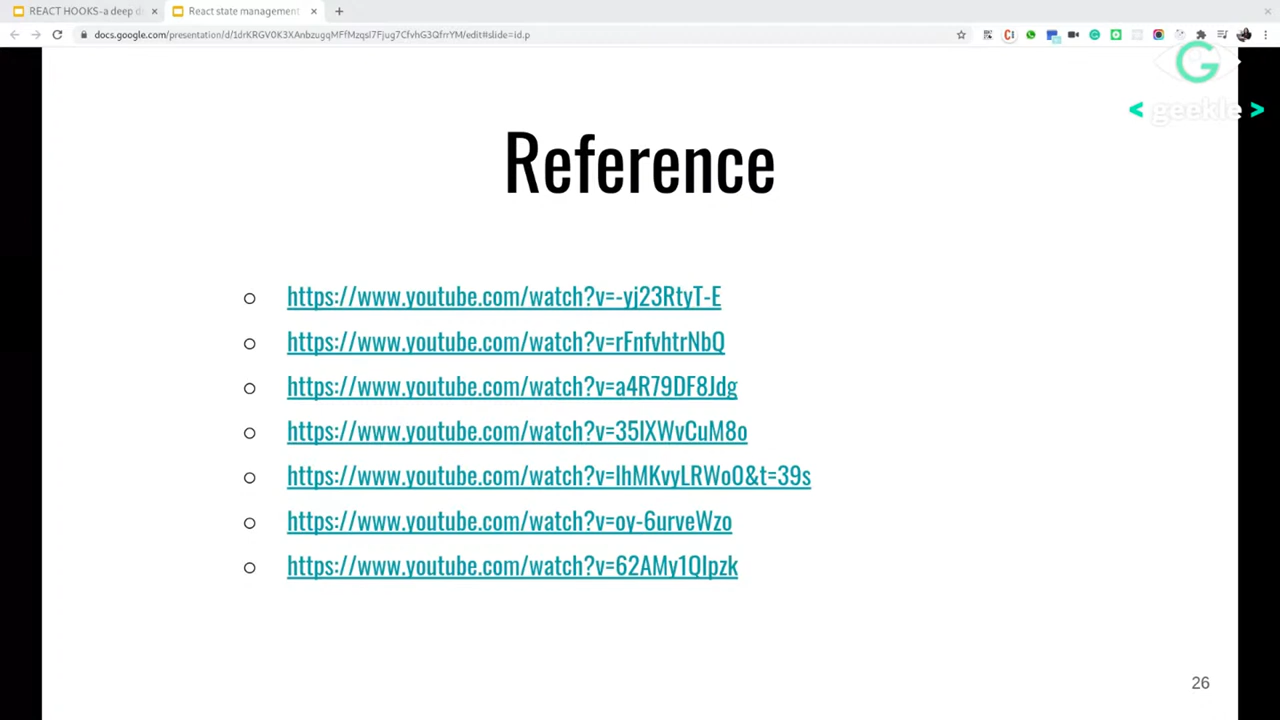 REACT HOOKS-a deep d
React state management
docs.google.com/presentation/d/1drKRGV0K3XAnbzugqMFfMzqsI7Fjug7CfvhG3QfrrYM/edit#slide=id.p
G
< geekle >
Reference
https://www.youtube.com/watch?v=-yj23RtyT-E
https://www.youtube.com/watch?v=rFnfvhtrNbQ
https://www.youtube.com/watch?v=a4R79DF8Jdg
https://www.youtube.com/watch?v=35lXWvCuM8o
https://www.youtube.com/watch?v=IhMKvyLRWo0&t=39s
https://www.youtube.com/watch?v=oy-6urveWzo
https://www.youtube.com/watch?v=62AMy1QIpzk
26